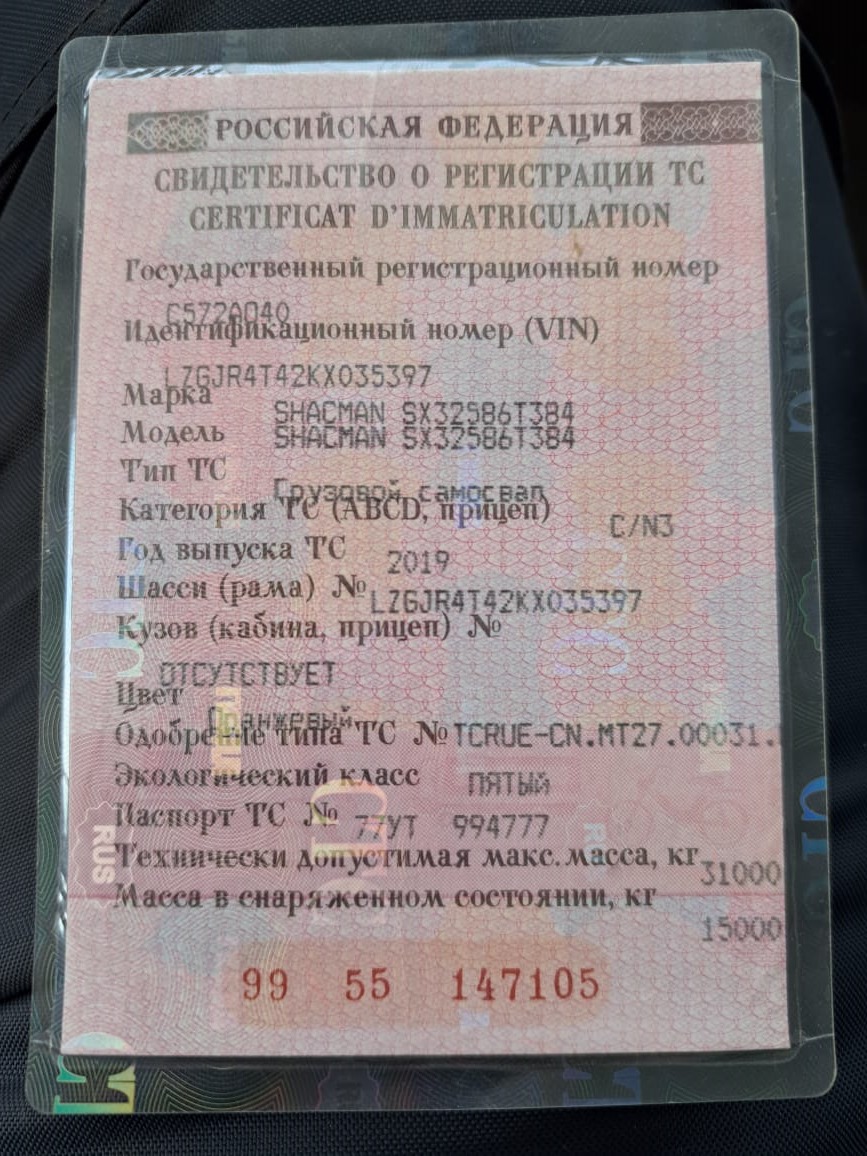 РОССИЙСКАЯ ФЕДЕРАЦИЯ
СВИДЕТЕЛЬСТВО О РЕГИСТРАЦИИ ТС
CERTIFICAT D'IMMATRICULATION
Государственный регистрационный номер
С572АО40
Идентификационный номер (VIN)
LZGJR4T42KX035397
Марка SHACMAN SX32586T384
Модель SHACMAN SX32586T384
Тип ТС
Грузовой самосвал
Категория ТС (ABCD, прицеп) C/N3
Год выпуска ТС 2019
Шасси (рама) № LZGJR4T42KX035397
Кузов (кабина, прицеп) №
ОТСУТСТВУЕТ
Цвет
Оранжевый
Одобрение типа ТС № ТСRUE-CN.MT27.00031.
Экологический класс ПЯТЫЙ
Паспорт ТС № 77УТ 994777
Технически допустимая макс. масса, кг 31000
Масса в снаряженном состоянии, кг
15000
99 55 147105
RUS